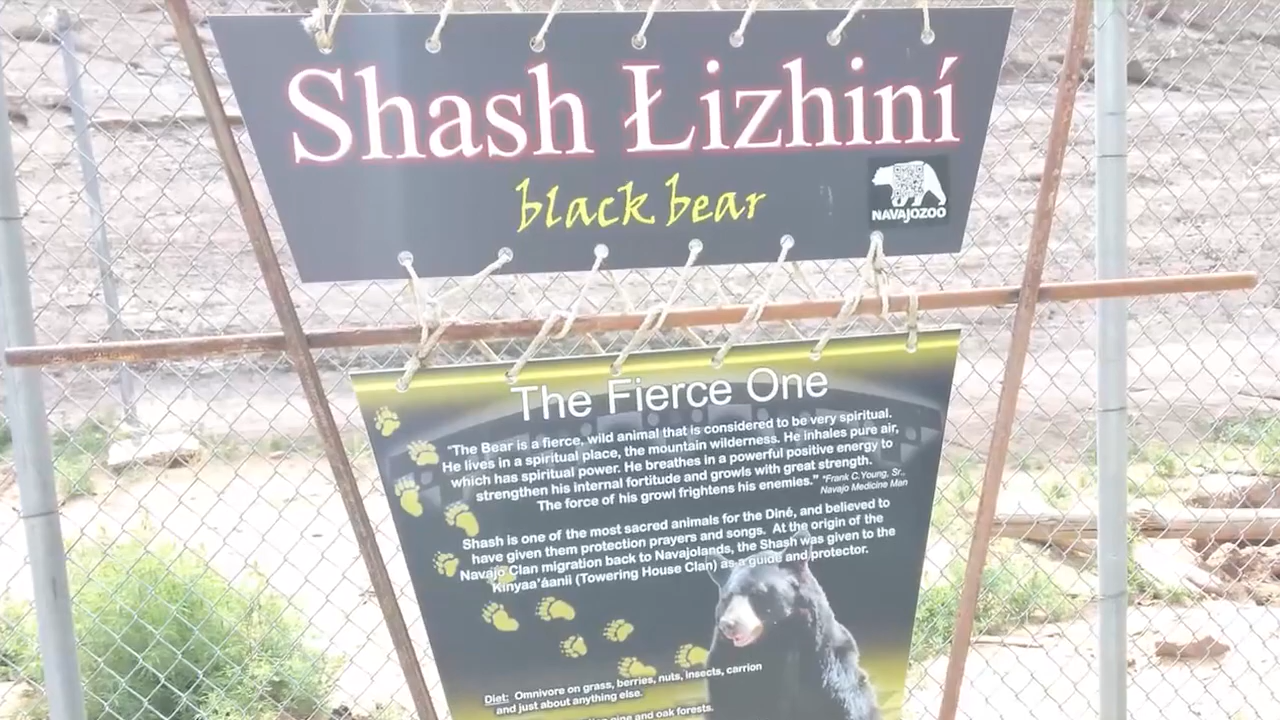 Shash Łizhiní
black bear
NAVAJOZOO
The Fierce One
"The Bear is a fierce, wild animal that is considered to be very spiritual.
He lives in a spiritual place, the mountain wilderness. He inhales pure air,
which has spiritual power. He breathes in a powerful positive energy to
strengthen his internal fortitude and growls with great strength.
The force of his growl frightens his enemies." "Frank C.Young, Sr.,
Navajo Medicine Man
Shash is one of the most sacred animals for the Diné, and believed to
have given them protection prayers and songs. At the origin of the
Navajo Clan migration back to Navajolands, the Shash was given to the
Kinyaa'áanii (Towering House Clan) as a guide and protector.
Diet: Omnivore on grass, berries, nuts, insects, carrion
and just about anything else.
pine and oak forests.